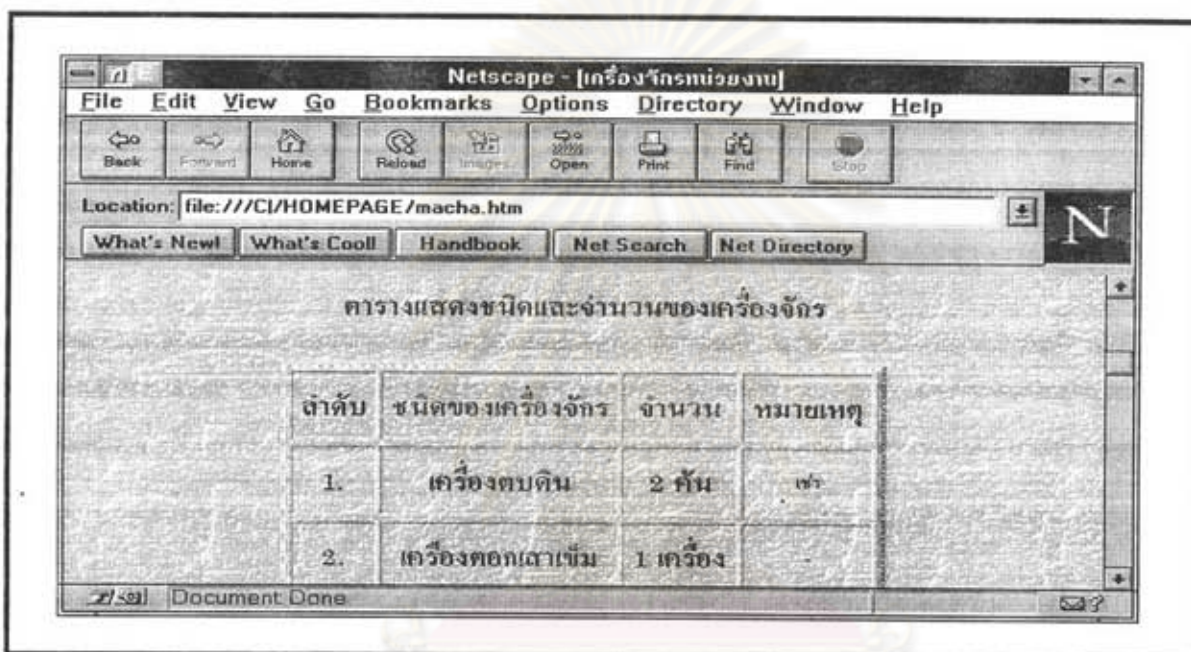 Netscape - [เครื่องจักรหน่วยงาน]
File Edit View Go Bookmarks Options Directory Window Help
Back Forward Home Reload Images Open Print Find Stop
Location: file:///C|/HOMEPAGE/macha.htm
N
What's New! What's Cool! Handbook Net Search Net Directory
ตารางแสดงชนิดและจำนวนของเครื่องจักร
ลำดับ ชนิดของเครื่องจักร จำนวน หมายเหตุ
1. เครื่องตบดิน 2 คัน เช่า
2. เครื่องตอกเสาเข็ม 1 เครื่อง -
Document: Done